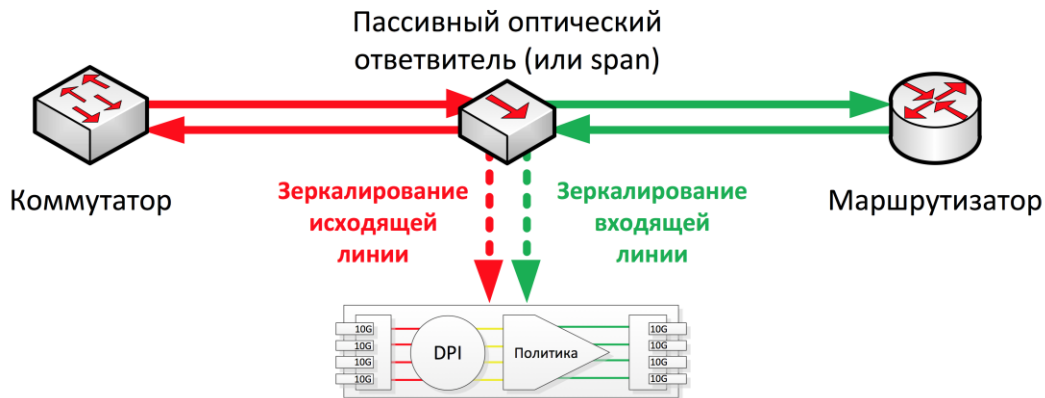 Пассивный оптический
ответвитель (или span)
Коммутатор
Маршрутизатор
Зеркалирование
исходящей
линии
Зеркалирование
входящей
линии
10G
10G
10G
10G
DPI
Политика
10G
10G
10G
10G